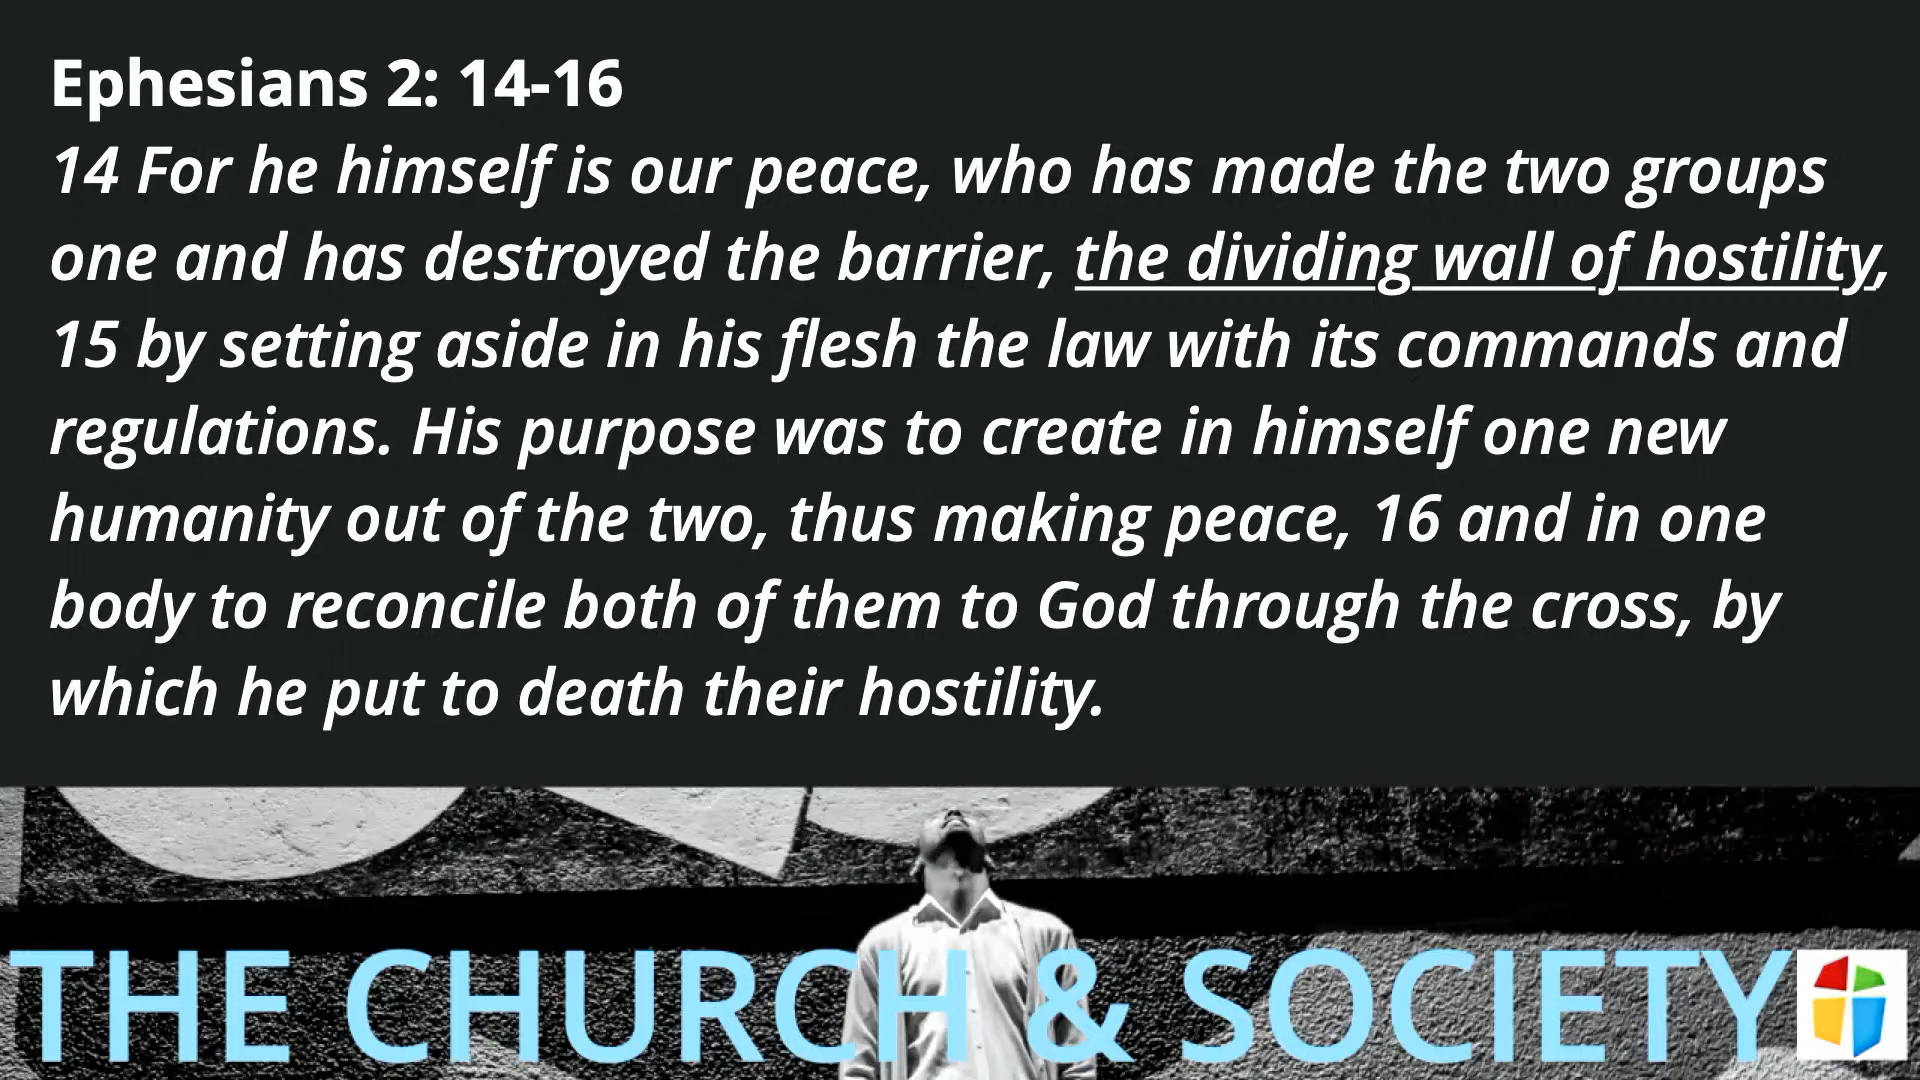 Ephesians 2: 14-16
14 For he himself is our peace, who has made the two groups
one and has destroyed the barrier, the dividing wall of hostility,
15 by setting aside in his flesh the law with its commands and
regulations. His purpose was to create in himself one new
humanity out of the two, thus making peace, 16 and in one
body to reconcile both of them to God through the cross, by
which he put to death their hostility.
THE CHURCH & SOCIETY